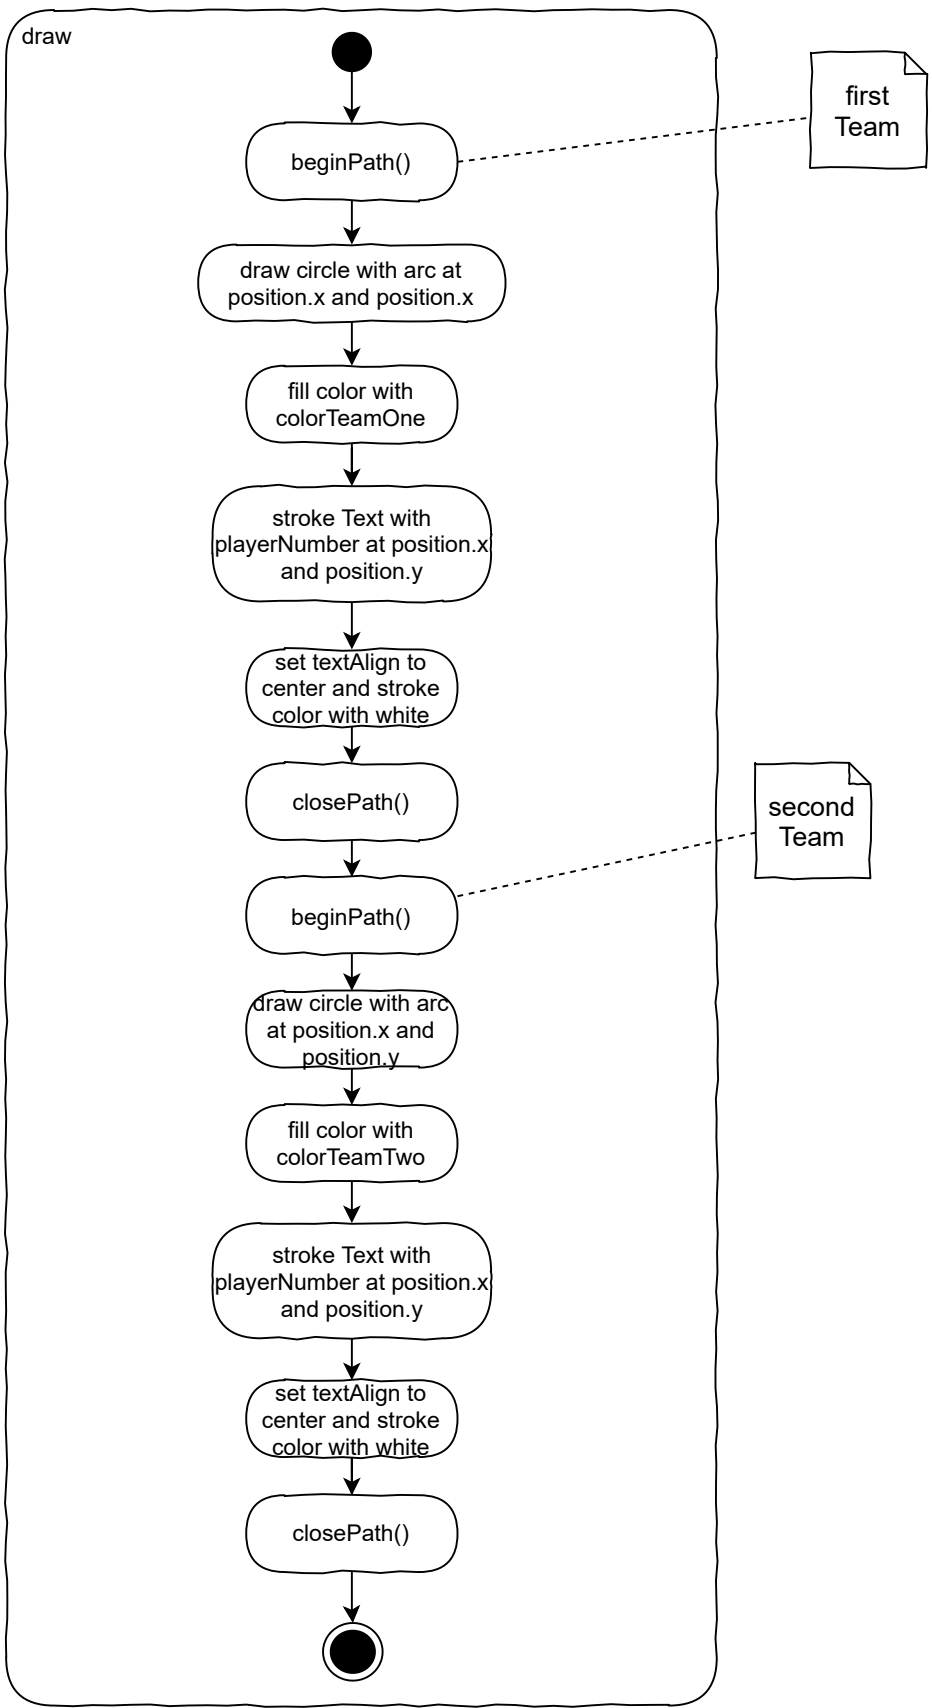 draw
first
Team
beginPath()
draw circle with arc at
position.x and position.x
fill color with
colorTeamOne
stroke Text with
playerNumber at position.x
and position.y
set textAlign to
center and stroke
color with white
closePath()
second
Team
beginPath()
draw circle with arc
at position.x and
position.y
fill color with
colorTeamTwo
stroke Text with
playerNumber at position.x
and position.y
set textAlign to
center and stroke
color with white
closePath()